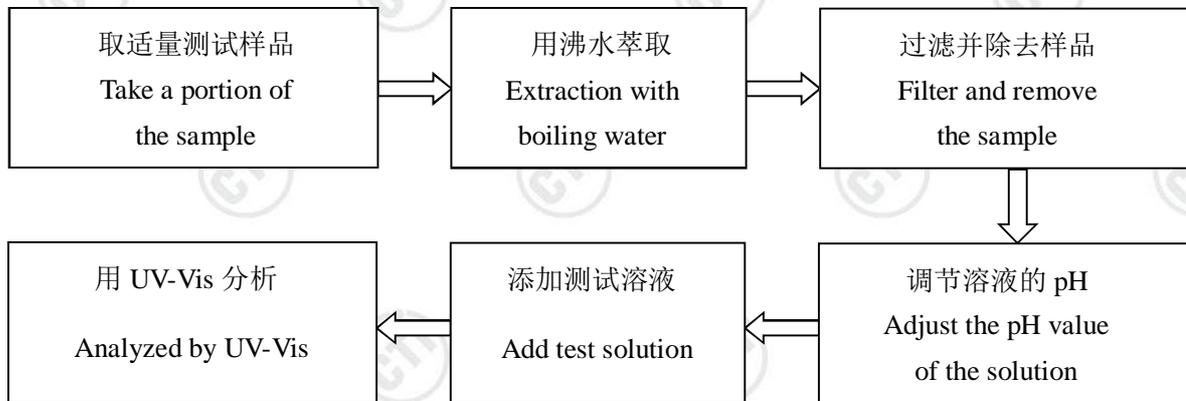 取适量测试样品
Take a portion of
the sample
用沸水萃取
Extraction with
boiling water
过滤并除去样品
Filter and remove
the sample
调节溶液的 pH
Adjust the pH value
of the solution
添加测试溶液
Add test solution
用 UV-Vis 分析
Analyzed by UV-Vis